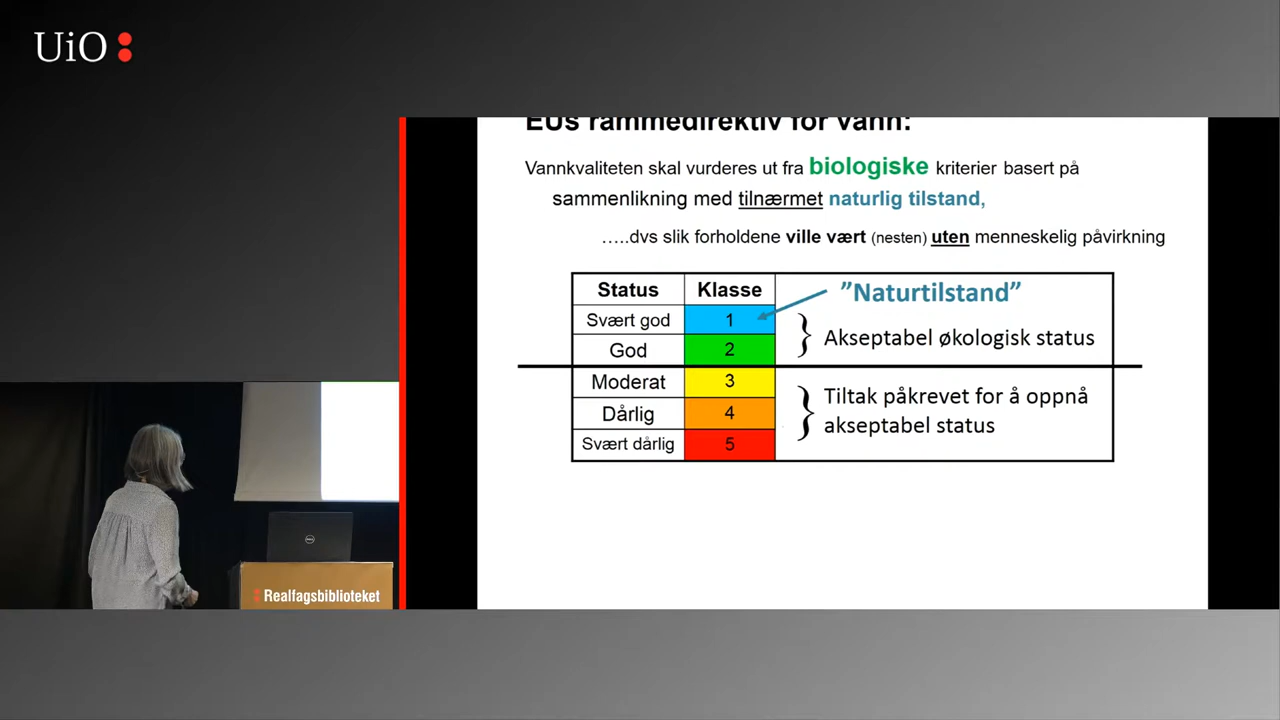 UiO:
EUs rammedirektiv for vann:
Vannkvaliteten skal vurderes ut fra biologiske kriterier basert på
sammenlikning med tilnærmet naturlig tilstand,
…..dvs slik forholdene ville vært (nesten) uten menneskelig påvirkning
Status Klasse
Svært god 1
God 2
Moderat 3
Dårlig 4
Svært dårlig 5
”Naturtilstand”
Akseptabel økologisk status
Tiltak påkrevet for å oppnå
akseptabel status
DELL
Realfagsbiblioteket